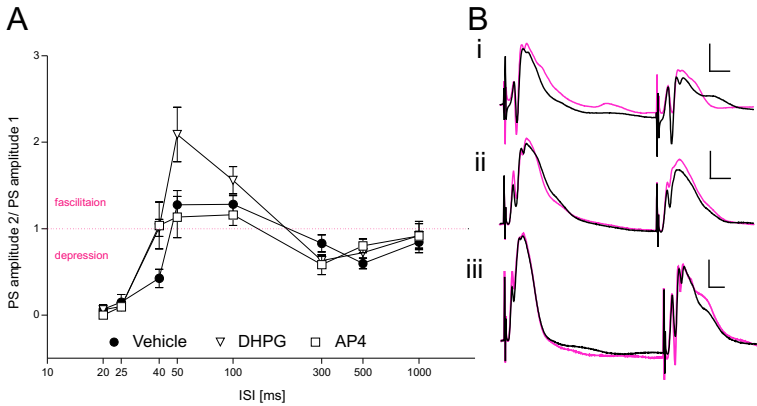 A
PS amplitude 2/ PS amplitude 1
3
2
1
0
fascilitaion
depression
Vehicle
DHPG
AP4
10
20
25
40
50
100
300
500
1000
ISI [ms]
B
i
ii
iii